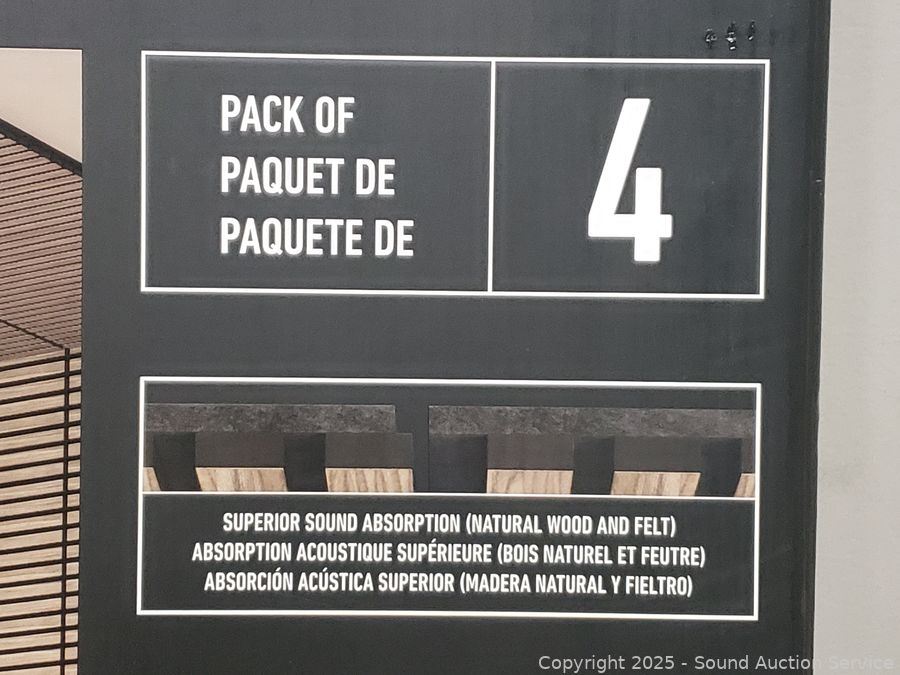 PACK OF
PAQUET DE
PAQUETE DE
4
SUPERIOR SOUND ABSORPTION (NATURAL WOOD AND FELT)
ABSORPTION ACOUSTIQUE SUPÉRIEURE (BOIS NATUREL ET FEUTRE)
ABSORCIÓN ACÚSTICA SUPERIOR (MADERA NATURAL Y FIELTRO)
Copyright 2025 - Sound Auction Service